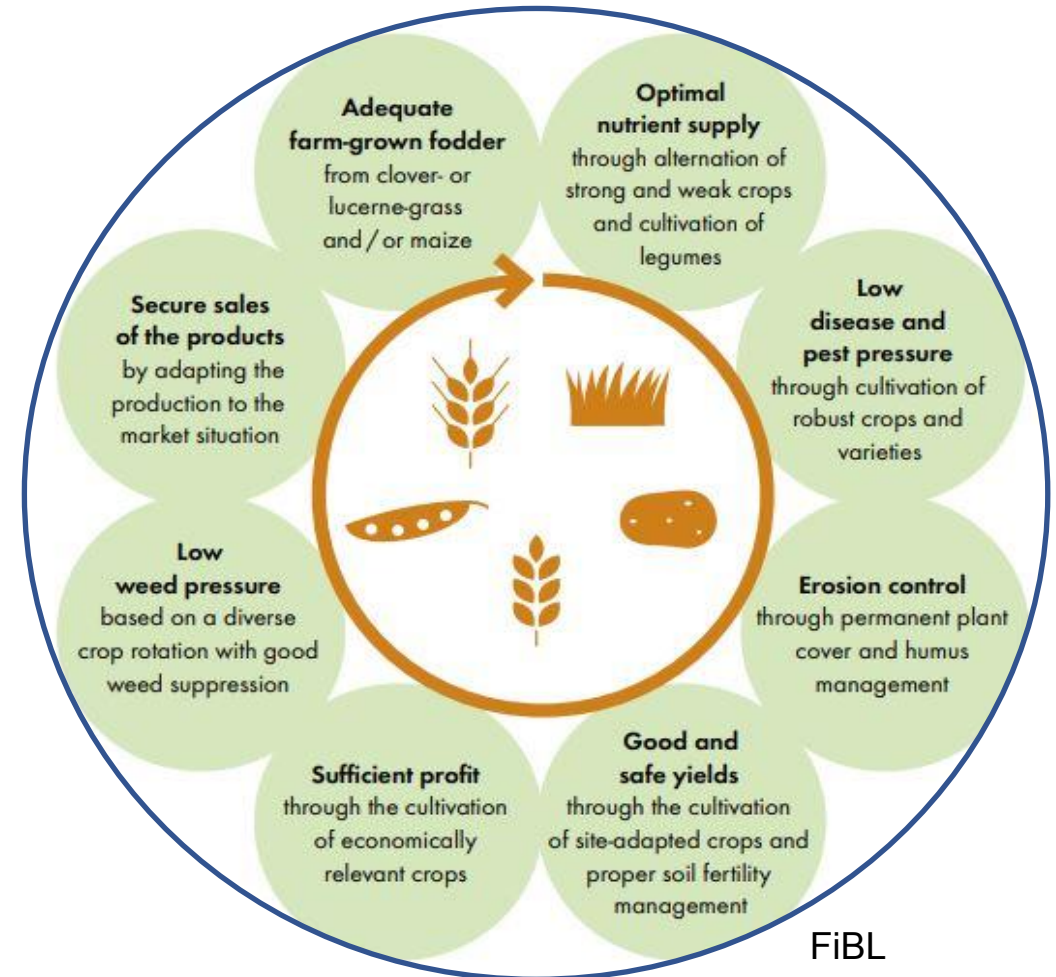 Adequate
farm-grown fodder
from clover- or
lucerne-grass
and / or maize
Optimal
nutrient supply
through alternation of
strong and weak crops
and cultivation of
legumes
Low
disease and
pest pressure
through cultivation of
robust crops and
varieties
Erosion control
through permanent plant
cover and humus
management
Good and
safe yields
through the cultivation
of site-adapted crops and
proper soil fertility
management
Sufficient profit
through the cultivation
of economically
relevant crops
Low
weed pressure
based on a diverse
crop rotation with good
weed suppression
Secure sales
of the products
by adapting the
production to the
market situation
FiBL